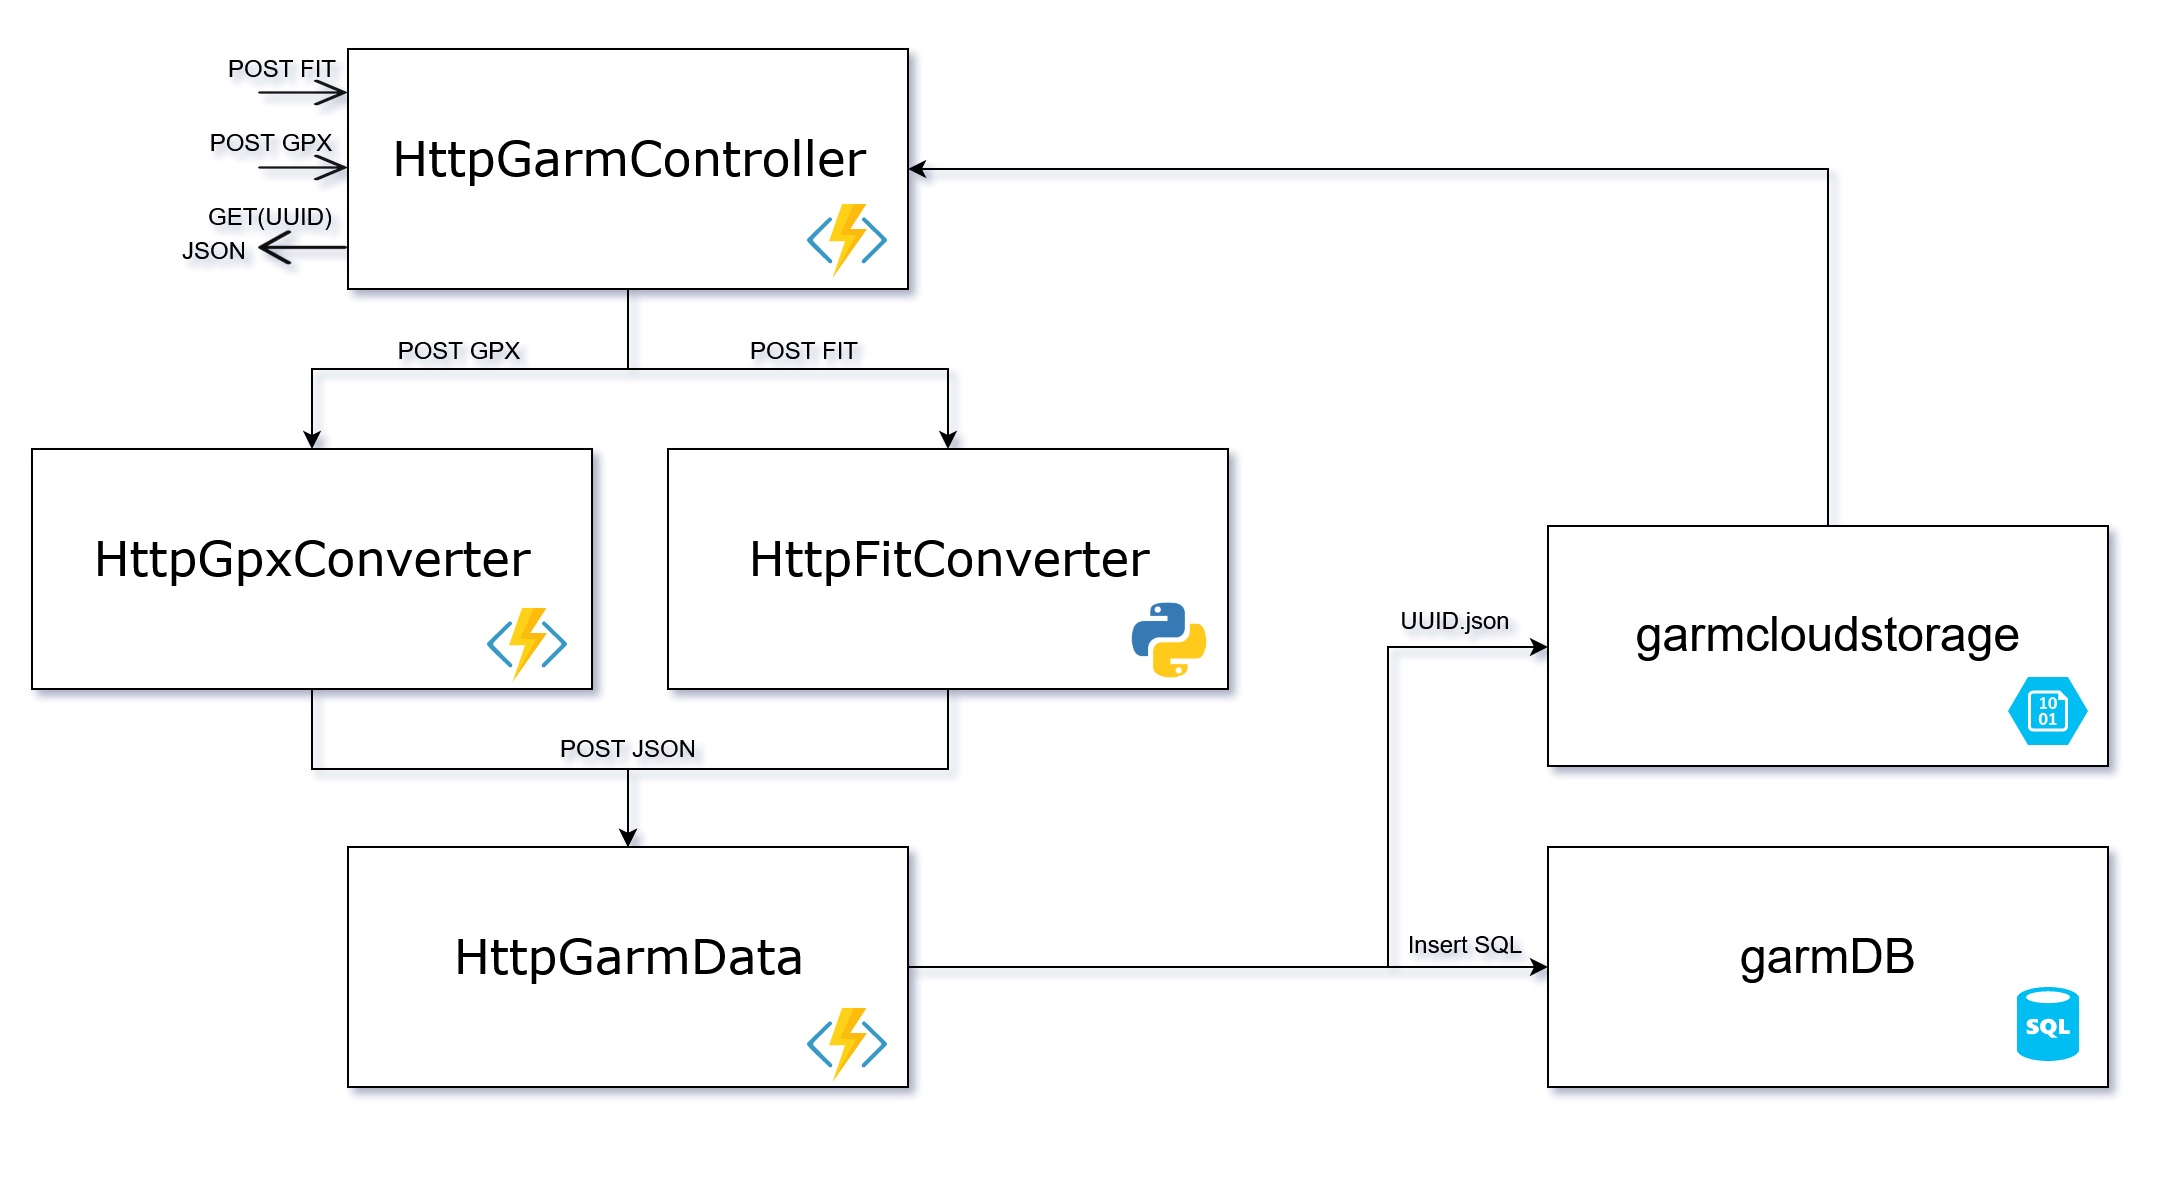 POST FIT
POST GPX
GET(UUID)
JSON
HttpGarmController
POST GPX
POST FIT
HttpGpxConverter
HttpFitConverter
UUID.json
garmcloudstorage
10
01
POST JSON
HttpGarmData
Insert SQL
garmDB
SQL